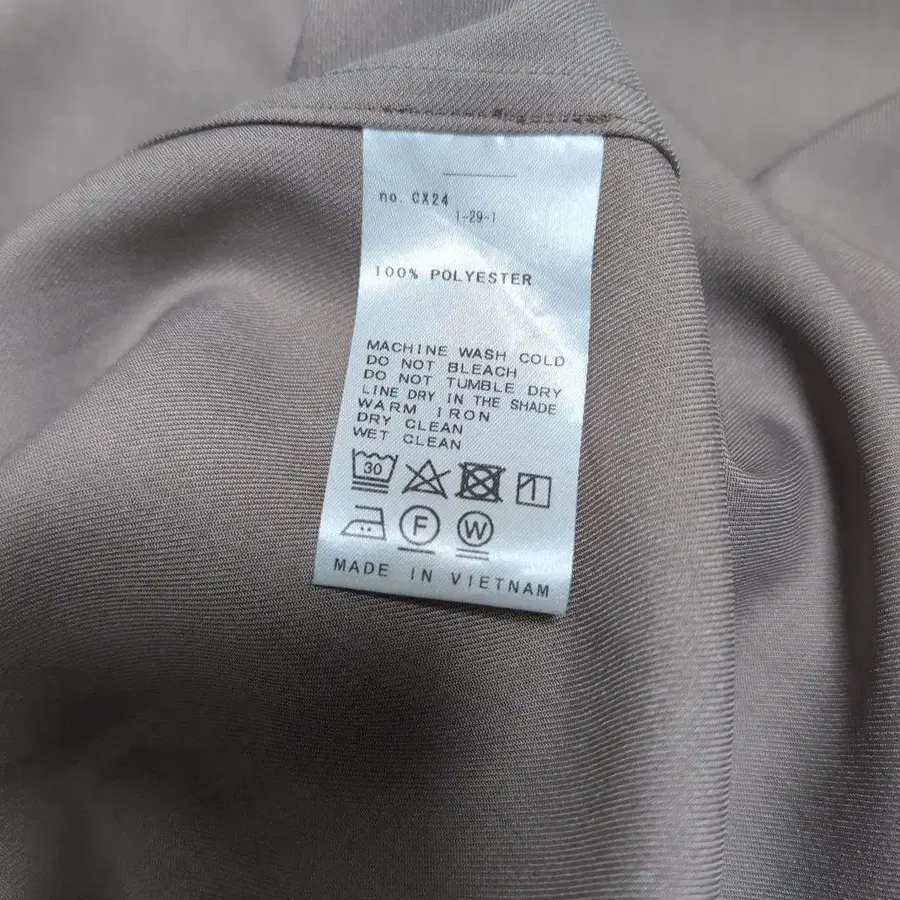 no. CX24
1-29-1
100% POLYESTER
MACHINE WASH COLD
DO NOT BLEACH
DO NOT TUMBLE DRY
LINE DRY IN THE SHADE
WARM IRON
DRY CLEAN
WET CLEAN
30
F W
MADE IN VIETNAM